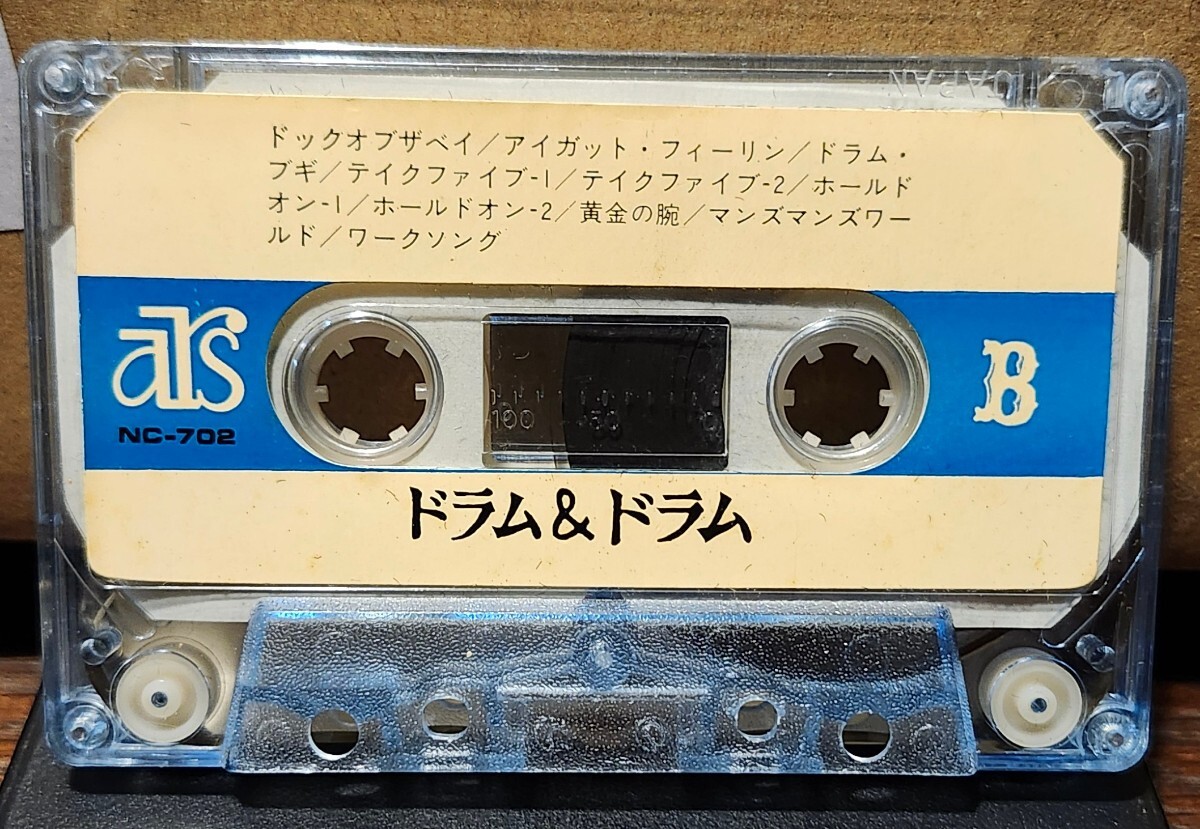 JAPAN
ドックオブザベイ/アイガット・フィーリン/ドラム・
ブギ/テイクファイブ-1/テイクファイブ-2/ホールド
オン-1/ホールドオン-2/黄金の腕/マンズマンズワー
ルド/ワークソング
ars
NC-702
100 50 0
B
ドラム&ドラム